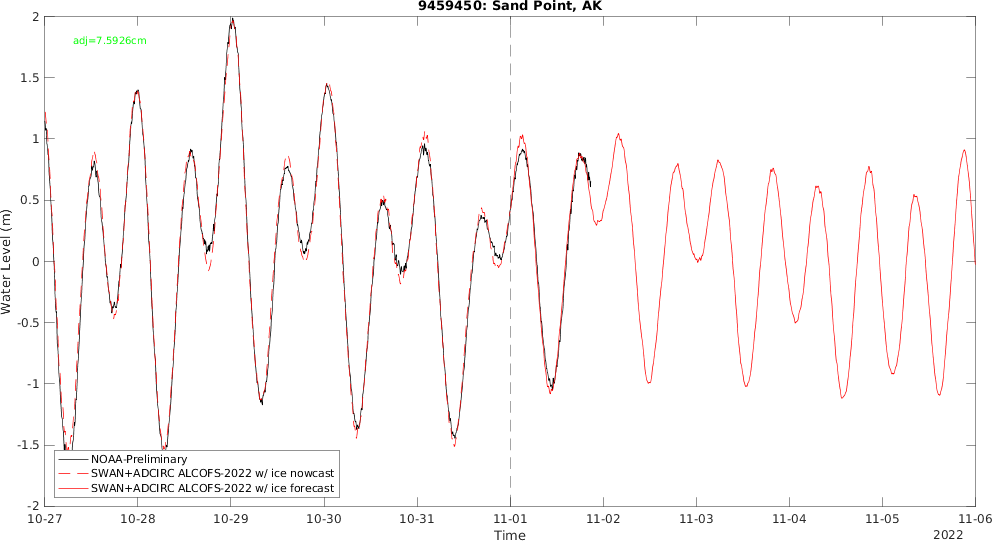 9459450: Sand Point, AK
adj=7.5926cm
2
1.5
1
0.5
0
-0.5
-1
-1.5
-2
Water Level (m)
NOAA-Preliminary
SWAN+ADCIRC ALCOFS-2022 w/ ice nowcast
SWAN+ADCIRC ALCOFS-2022 w/ ice forecast
10-27 10-28 10-29 10-30 10-31 11-01 11-02 11-03 11-04 11-05 11-06
Time
2022